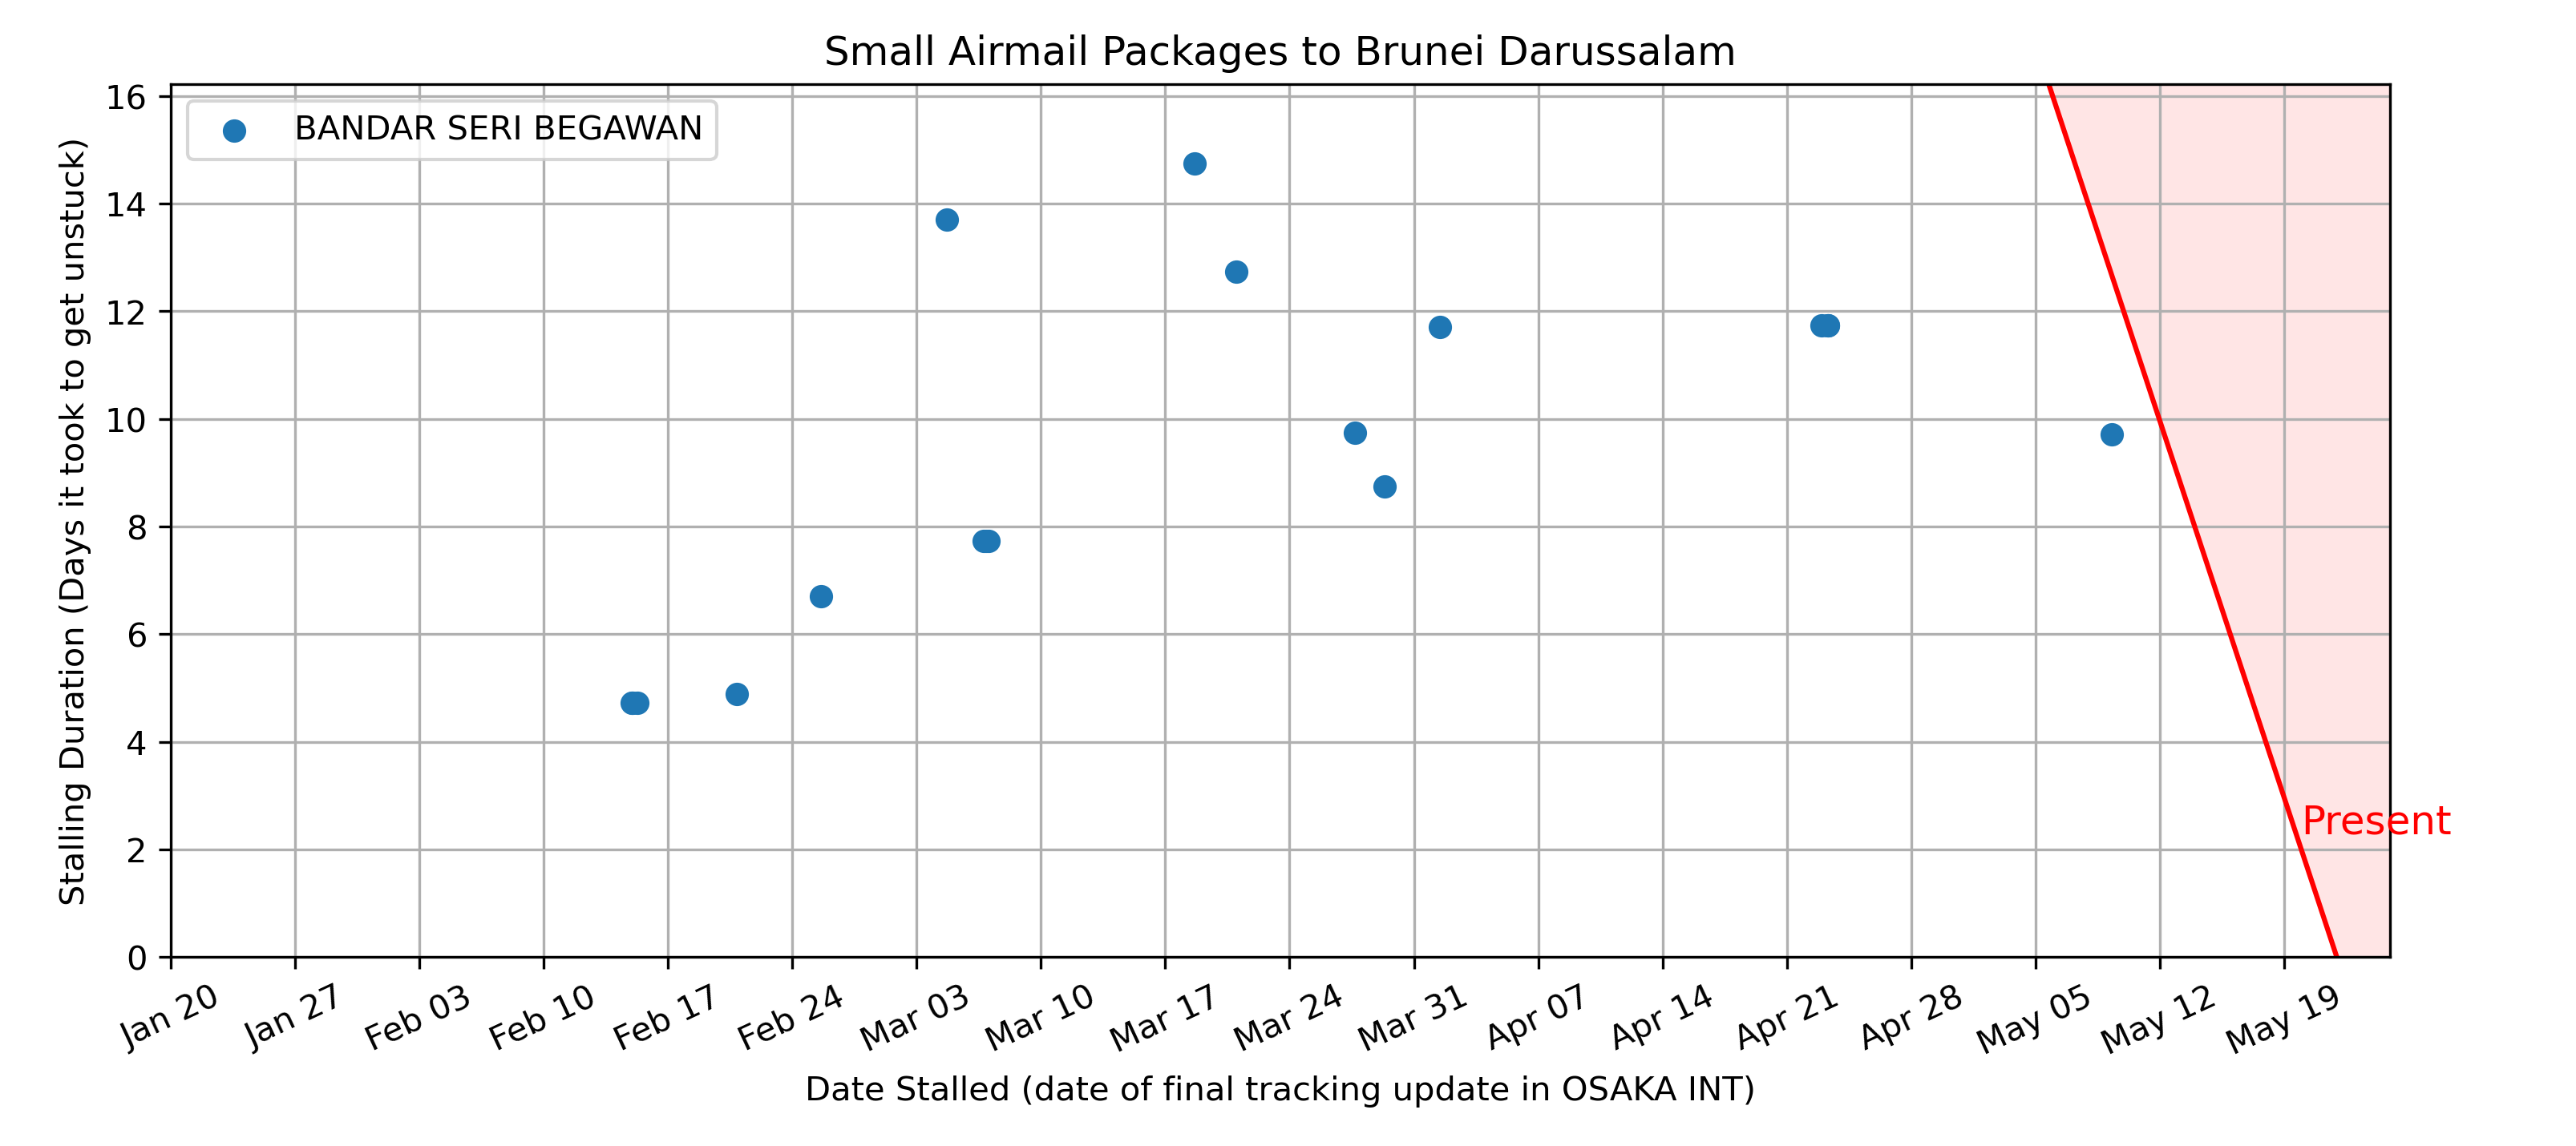 Small Airmail Packages to Brunei Darussalam
BANDAR SERI BEGAWAN
Stalling Duration (Days it took to get unstuck)
16
14
12
10
8
6
4
2
0
Present
Jan 20
Jan 27
Feb 03
Feb 10
Feb 17
Feb 24
Mar 03
Mar 10
Mar 17
Mar 24
Mar 31
Apr 07
Apr 14
Apr 21
Apr 28
May 05
May 12
May 19
Date Stalled (date of final tracking update in OSAKA INT)